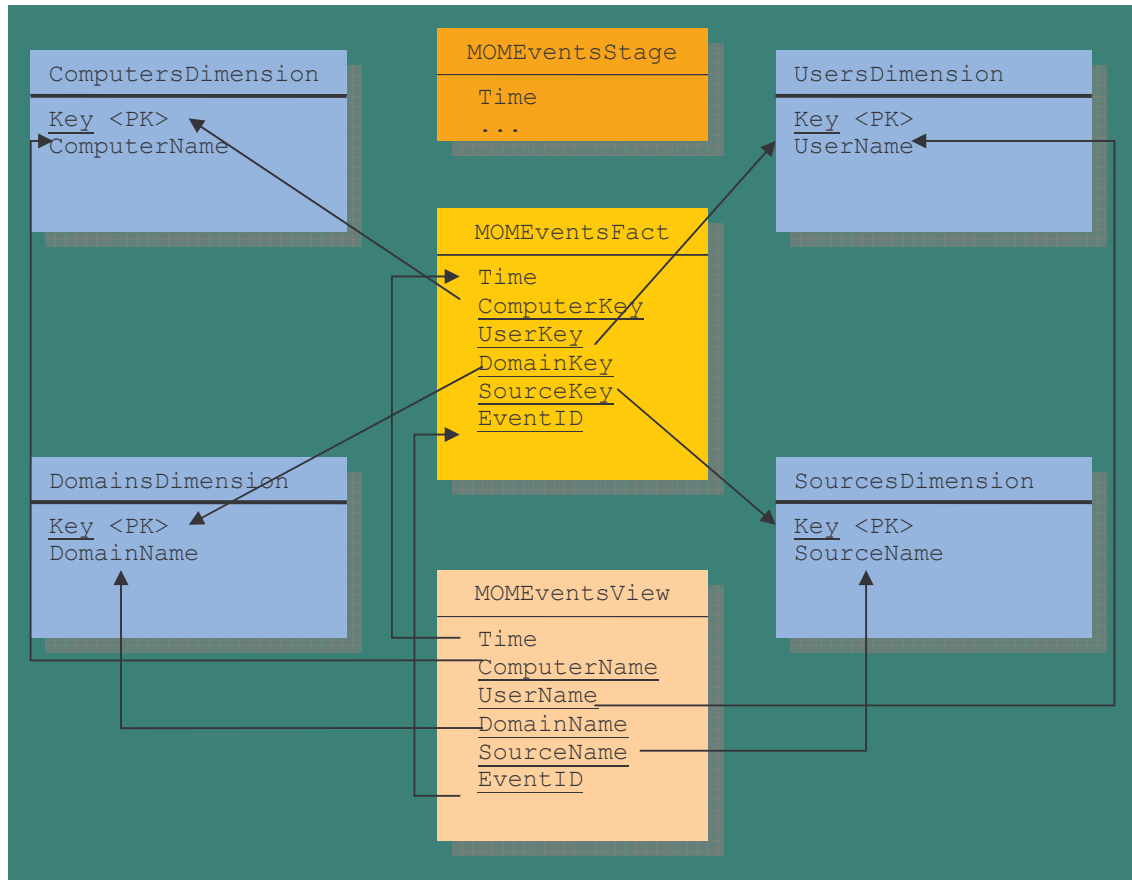 MOMEventsStage
Time
...
ComputersDimension
Key <PK>
ComputerName
UsersDimension
Key <PK>
UserName
MOMEventsFact
Time
ComputerKey
UserKey
DomainKey
SourceKey
EventID
DomainsDimension
Key <PK>
DomainName
SourcesDimension
Key <PK>
SourceName
MOMEventsView
Time
ComputerName
UserName
DomainName
SourceName
EventID